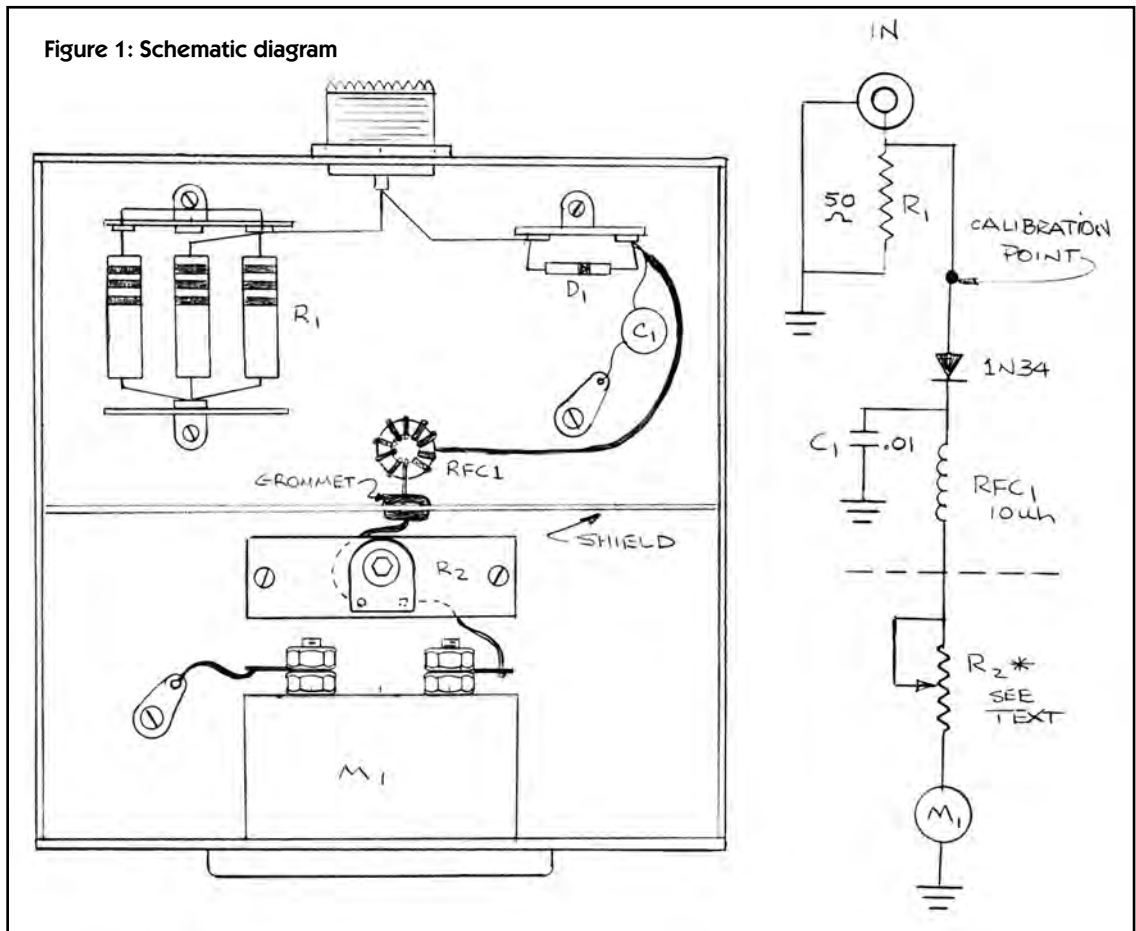 Figure 1: Schematic diagram
IN
50
Ω
R1
CALIBRATION
POINT
D1
C1
R1
1N34
C1 .01
RFC1
GROMMET
RFC1
10uh
SHIELD
R2
R2*
SEE
TEXT
M1
M1